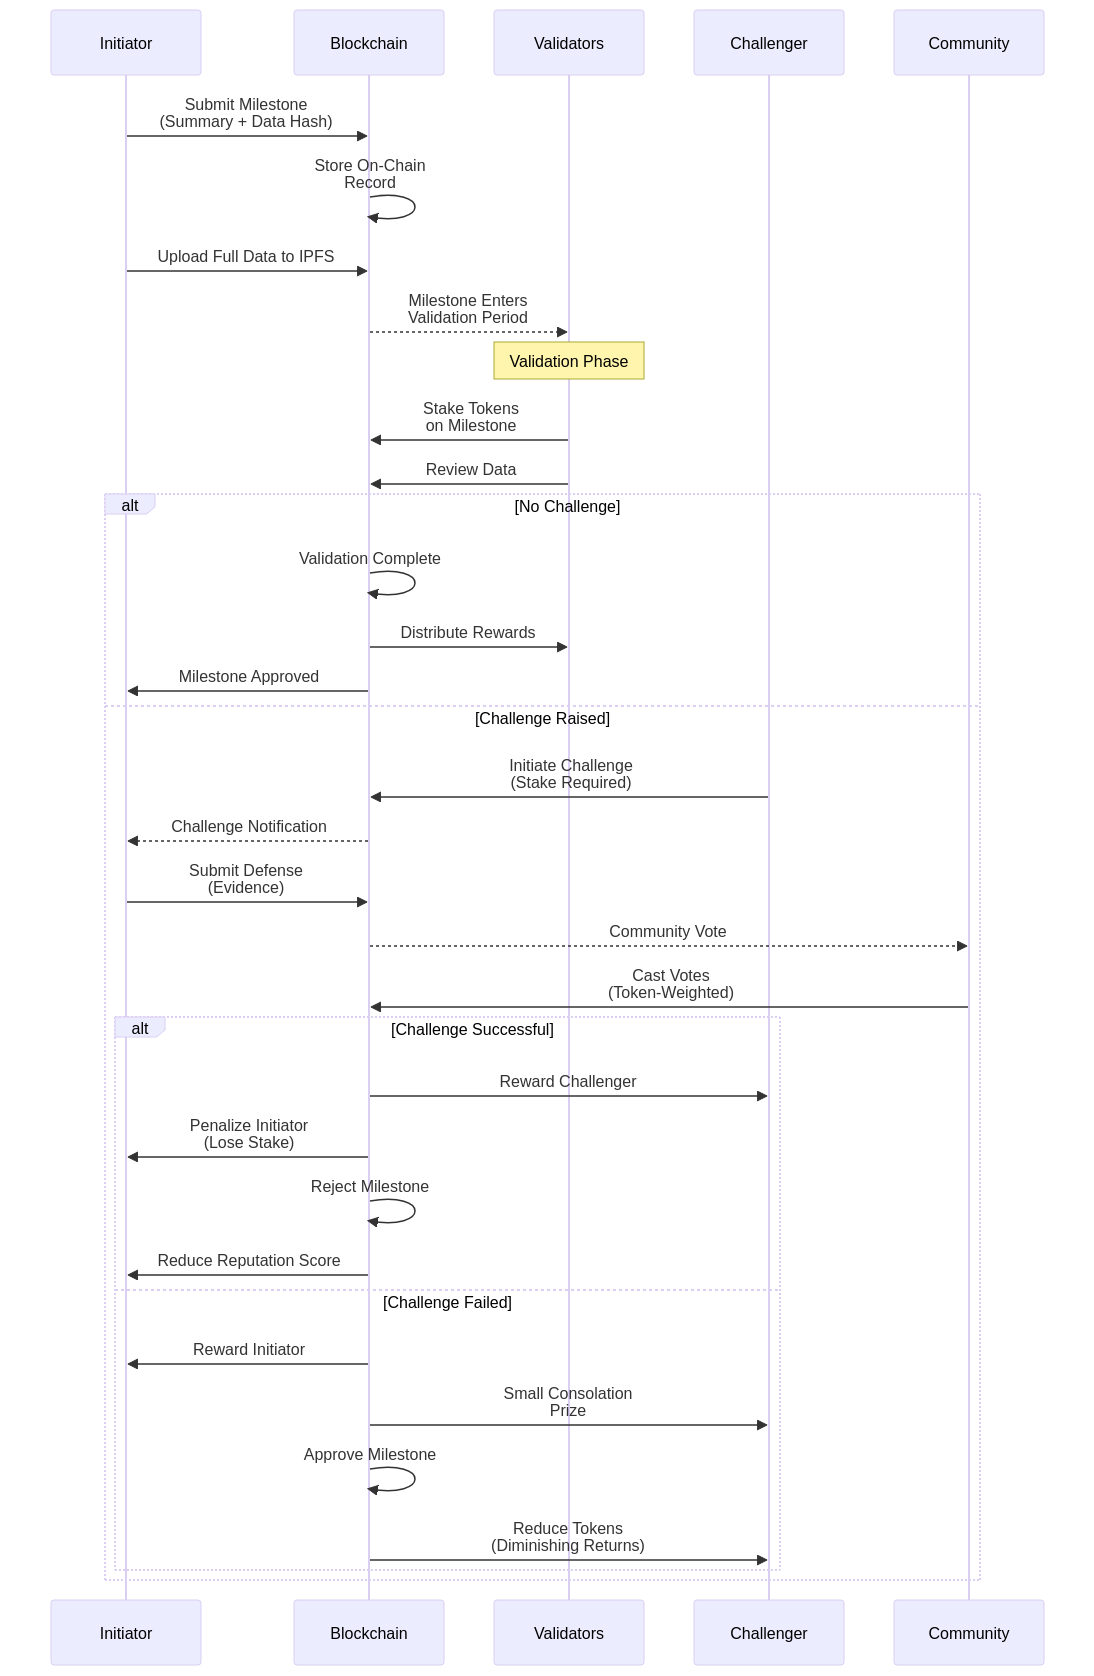 Initiator
Blockchain
Validators
Challenger
Community
Submit Milestone
(Summary + Data Hash)
Store On-Chain
Record
Upload Full Data to IPFS
Milestone Enters
Validation Period
Validation Phase
Stake Tokens
on Milestone
Review Data
alt
[No Challenge]
Validation Complete
Distribute Rewards
Milestone Approved
[Challenge Raised]
Initiate Challenge
(Stake Required)
Challenge Notification
Submit Defense
(Evidence)
Community Vote
Cast Votes
(Token-Weighted)
alt
[Challenge Successful]
Reward Challenger
Penalize Initiator
(Lose Stake)
Reject Milestone
Reduce Reputation Score
[Challenge Failed]
Reward Initiator
Small Consolation
Prize
Approve Milestone
Reduce Tokens
(Diminishing Returns)
Initiator
Blockchain
Validators
Challenger
Community